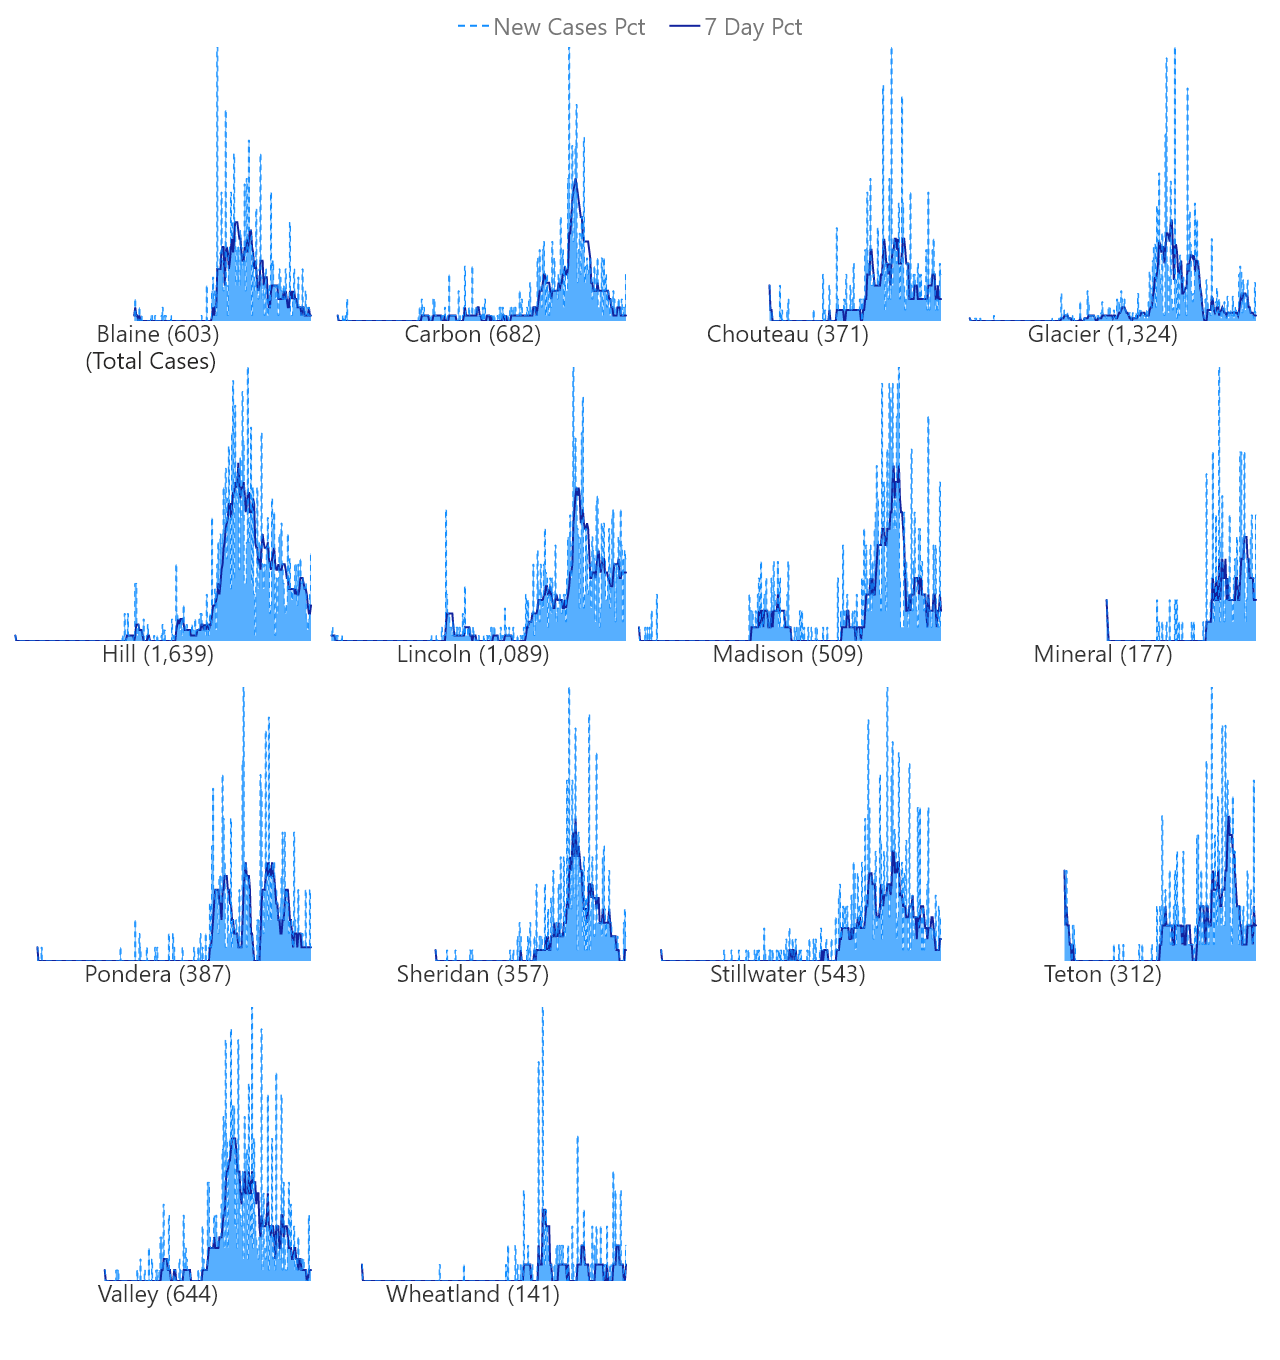 New Cases Pct 7 Day Pct
Blaine (603) Carbon (682) Chouteau (371) Glacier (1,324)
(Total Cases)
Hill (1,639) Lincoln (1,089) Madison (509) Mineral (177)
Pondera (387) Sheridan (357) Stillwater (543) Teton (312)
Valley (644) Wheatland (141)